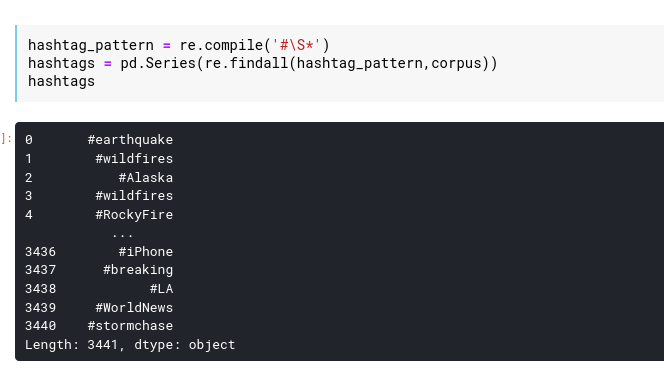 hashtag_pattern = re.compile('#\S*')
hashtags = pd.Series(re.findall(hashtag_pattern,corpus))
hashtags
]:
0 #earthquake
1 #wildfires
2 #Alaska
3 #wildfires
4 #RockyFire
...
3436 #iPhone
3437 #breaking
3438 #LA
3439 #WorldNews
3440 #stormchase
Length: 3441, dtype: object